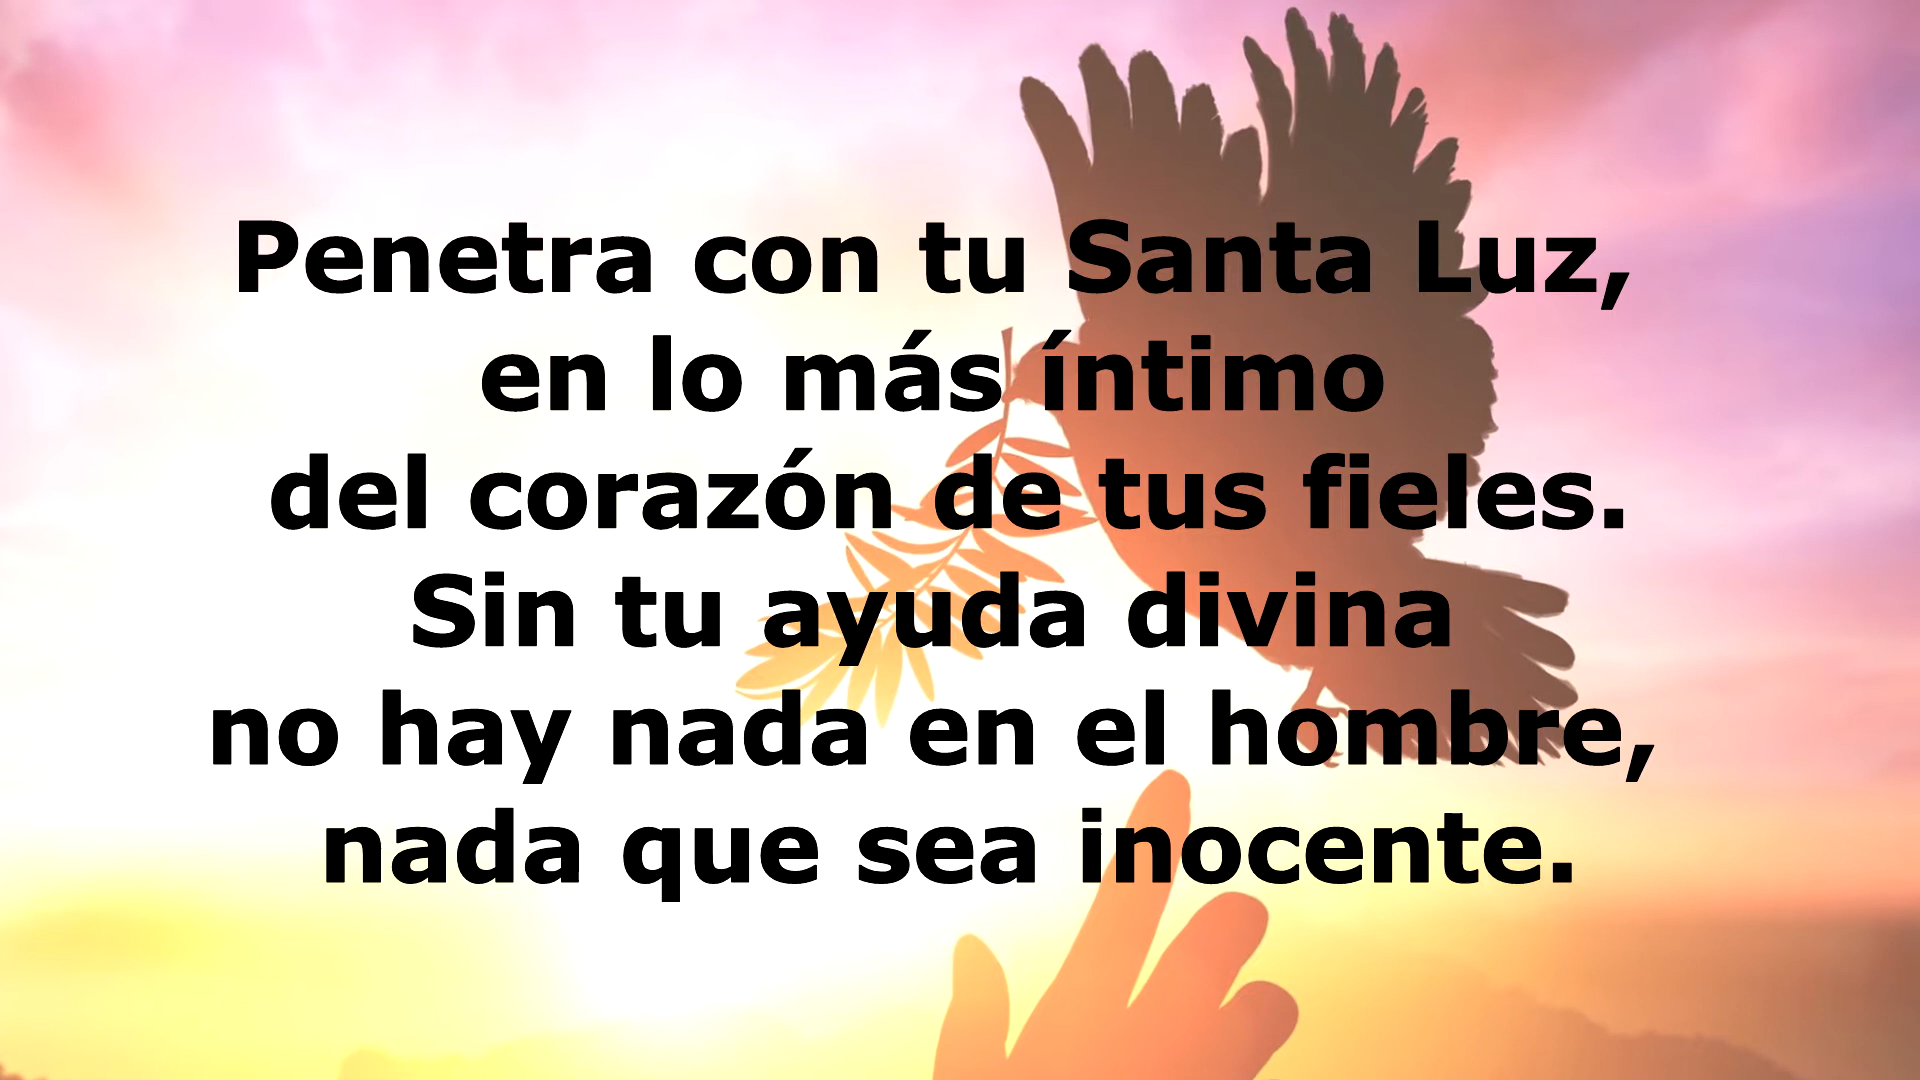 Penetra con tu Santa Luz,
en lo más íntimo
del corazón de tus fieles.
Sin tu ayuda divina
no hay nada en el hombre,
nada que sea inocente.